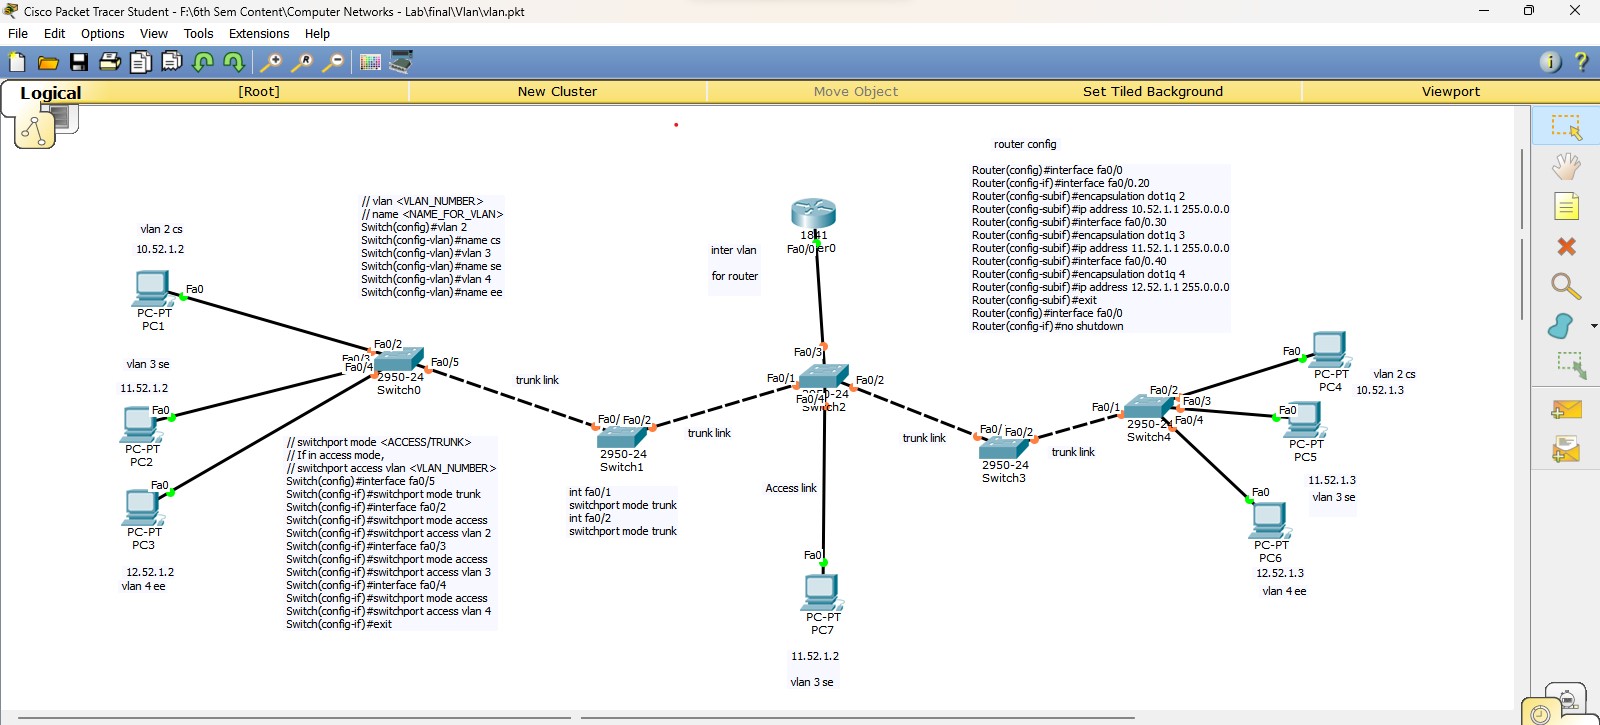 Cisco Packet Tracer Student - F:\6th Sem Content\Computer Networks - Lab\final\Vlan\vlan.pkt
File Edit Options View Tools Extensions Help
Logical [Root] New Cluster Move Object Set Tiled Background Viewport
router config
Router(config)#interface fa0/0
Router(config-if)#interface fa0/0.20
Router(config-subif)#encapsulation dot1q 2
Router(config-subif)#ip address 10.52.1.1 255.0.0.0
Router(config-subif)#interface fa0/0.30
Router(config-subif)#encapsulation dot1q 3
Router(config-subif)#ip address 11.52.1.1 255.0.0.0
Router(config-subif)#interface fa0/0.40
Router(config-subif)#encapsulation dot1q 4
Router(config-subif)#ip address 12.52.1.1 255.0.0.0
Router(config-subif)#exit
Router(config)#interface fa0/0
Router(config-if)#no shutdown
// vlan <VLAN_NUMBER>
// name <NAME_FOR_VLAN>
Switch(config)#vlan 2
Switch(config-vlan)#name cs
Switch(config-vlan)#vlan 3
Switch(config-vlan)#name se
Switch(config-vlan)#vlan 4
Switch(config-vlan)#name ee
vlan 2 cs
10.52.1.2
Fa0
PC-PT
PC1
vlan 3 se
11.52.1.2
Fa0
PC-PT
PC2
Fa0
PC-PT
PC3
12.52.1.2
vlan 4 ee
Fa0/2
Fa0/3
Fa0/4
Fa0/5
2950-24
Switch0
trunk link
// switchport mode <ACCESS/TRUNK>
// If in access mode,
// switchport access vlan <VLAN_NUMBER>
Switch(config)#interface fa0/5
Switch(config-if)#switchport mode trunk
Switch(config-if)#interface fa0/2
Switch(config-if)#switchport mode access
Switch(config-if)#switchport access vlan 2
Switch(config-if)#interface fa0/3
Switch(config-if)#switchport mode access
Switch(config-if)#switchport access vlan 3
Switch(config-if)#interface fa0/4
Switch(config-if)#switchport mode access
Switch(config-if)#switchport access vlan 4
Switch(config-if)#exit
Fa0/ Fa0/2
2950-24
Switch1
int fa0/1
switchport mode trunk
int fa0/2
switchport mode trunk
trunk link
inter vlan
for router
1841
Fa0/0 er0
Fa0/3
Fa0/1
Fa0/2
Fa0/4
Switch2
Access link
Fa0
PC-PT
PC7
11.52.1.2
vlan 3 se
trunk link
Fa0/ Fa0/2
2950-24
Switch3
trunk link
Fa0/1
Fa0/2
Fa0/3
Fa0/4
2950-24
Switch4
Fa0
PC-PT
PC4
vlan 2 cs
10.52.1.3
Fa0
PC-PT
PC5
11.52.1.3
vlan 3 se
Fa0
PC-PT
PC6
12.52.1.3
vlan 4 ee